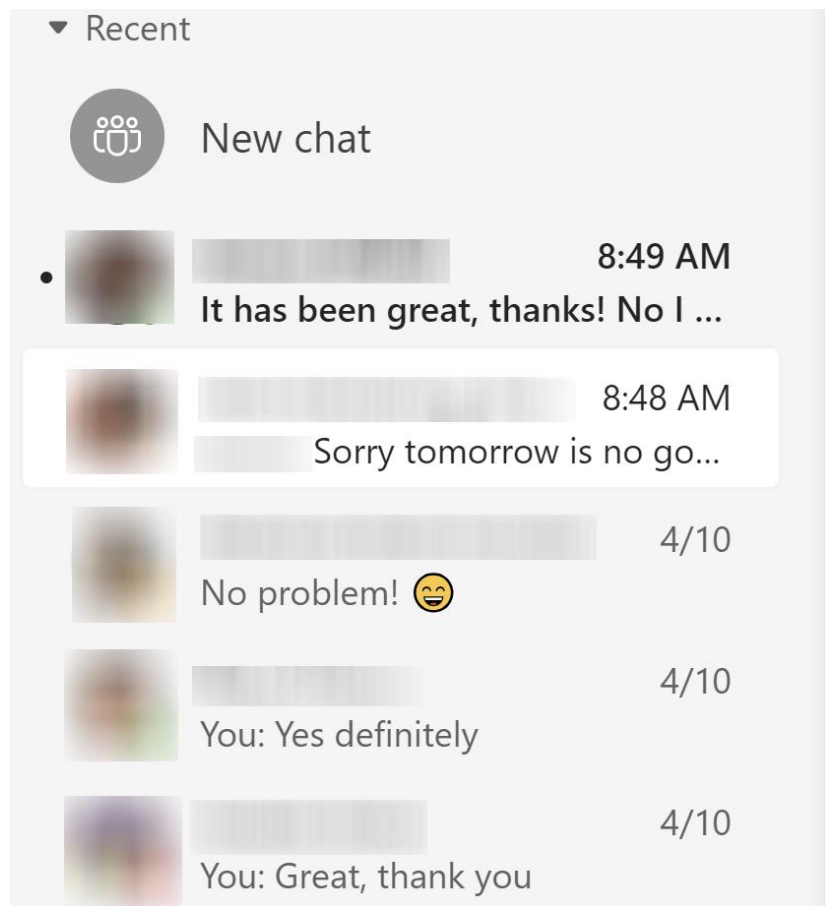 Recent
New chat
8:49 AM
It has been great, thanks! No I ...
8:48 AM
Sorry tomorrow is no go...
4/10
No problem! 😄
4/10
You: Yes definitely
4/10
You: Great, thank you